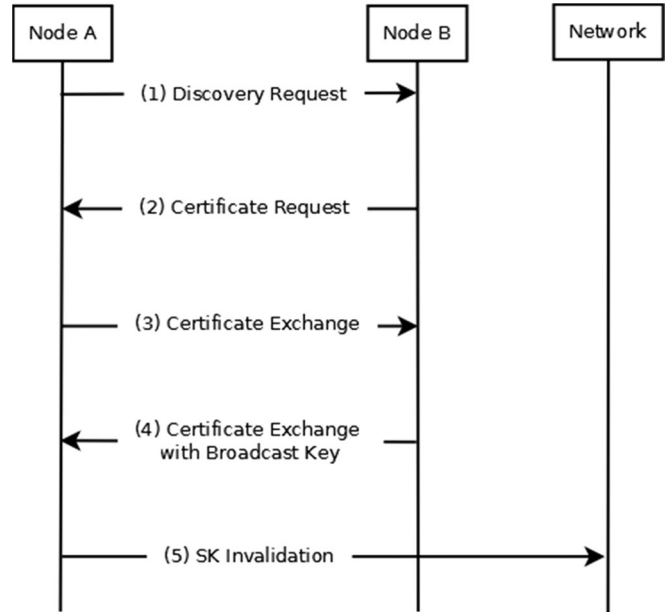 Node A
Node B
Network
(1) Discovery Request
(2) Certificate Request
(3) Certificate Exchange
(4) Certificate Exchange
with Broadcast Key
(5) SK Invalidation